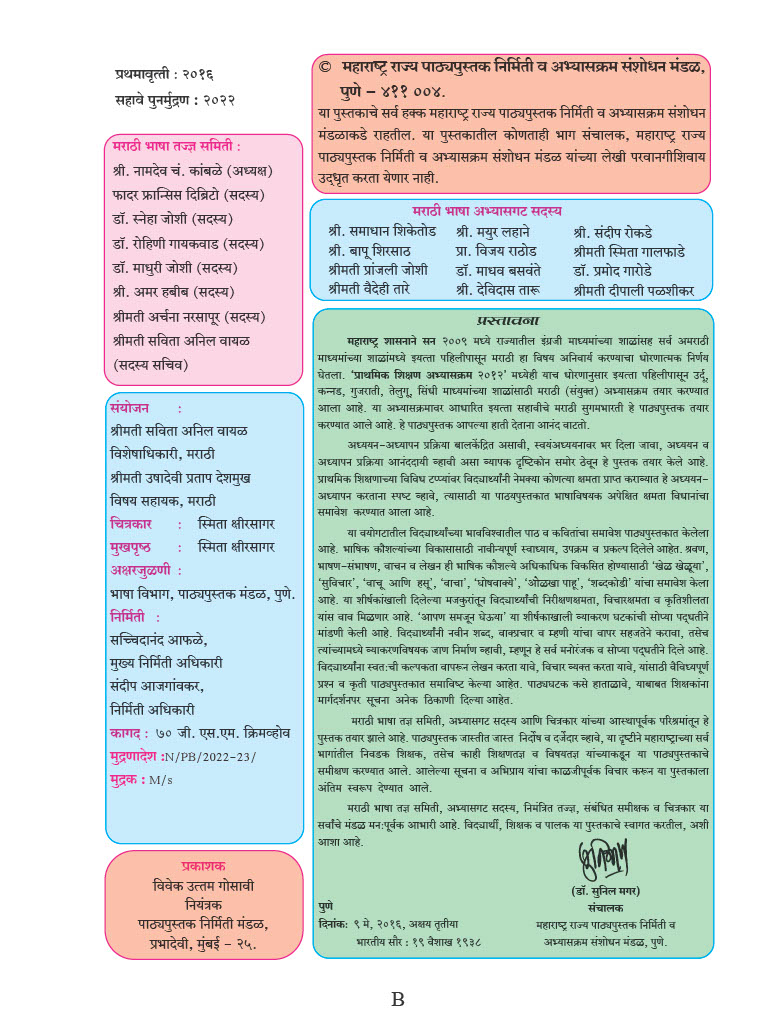 प्रथमावृत्ती : २०१६
सहावे पुनर्मुद्रण : २०२२
© महाराष्ट्र राज्य पाठ्यपुस्तक निर्मिती व अभ्यासक्रम संशोधन मंडळ,
पुणे – ४११ ००४.
या पुस्तकाचे सर्व हक्क महाराष्ट्र राज्य पाठ्यपुस्तक निर्मिती व अभ्यासक्रम संशोधन
मंडळाकडे राहतील. या पुस्तकातील कोणताही भाग संचालक, महाराष्ट्र राज्य
पाठ्यपुस्तक निर्मिती व अभ्यासक्रम संशोधन मंडळ यांच्या लेखी परवानगीशिवाय
उद्धृत करता येणार नाही.
मराठी भाषा तज्ज्ञ समिती :
श्री. नामदेव चं. कांबळे (अध्यक्ष)
फादर फ्रान्सिस दिब्रिटो (सदस्य)
डॉ. स्नेहा जोशी (सदस्य)
डॉ. रोहिणी गायकवाड (सदस्य)
डॉ. माधुरी जोशी (सदस्य)
श्री. अमर हबीब (सदस्य)
श्रीमती अर्चना नरसापूर (सदस्य)
श्रीमती सविता अनिल वायळ
(सदस्य सचिव)
मराठी भाषा अभ्यासगट सदस्य
श्री. समाधान शिकेतोड श्री. मयुर लहाने श्री. संदीप रोकडे
श्री. बापू शिरसाठ प्रा. विजय राठोड श्रीमती स्मिता गालफाडे
श्रीमती प्रांजली जोशी डॉ. माधव बसवंते डॉ. प्रमोद गारोडे
श्रीमती वैदेही तारे श्री. देविदास तारू श्रीमती दीपाली पळशीकर
संयोजन :
श्रीमती सविता अनिल वायळ
विशेषाधिकारी, मराठी
श्रीमती उषादेवी प्रताप देशमुख
विषय सहायक, मराठी
चित्रकार : स्मिता क्षीरसागर
मुखपृष्ठ : स्मिता क्षीरसागर
अक्षरजुळणी :
भाषा विभाग, पाठ्यपुस्तक मंडळ, पुणे.
निर्मिती :
सच्चिदानंद आफळे,
मुख्य निर्मिती अधिकारी
संदीप आजगांवकर,
निर्मिती अधिकारी
कागद : ७० जी. एस.एम. क्रिमव्होव
मुद्रणादेश :N/PB/2022-23/
मुद्रक : M/s
प्रकाशक
विवेक उत्तम गोसावी
नियंत्रक
पाठ्यपुस्तक निर्मिती मंडळ,
प्रभादेवी, मुंबई – २५.
प्रस्तावना
महाराष्ट्र शासनाने सन २००९ मध्ये राज्यातील इंग्रजी माध्यमांच्या शाळांसह सर्व अमराठी
माध्यमांच्या शाळांमध्ये इयत्ता पहिलीपासून मराठी हा विषय अनिवार्य करण्याचा धोरणात्मक निर्णय
घेतला. ‘प्राथमिक शिक्षण अभ्यासक्रम २०१२’ मध्येही याच धोरणानुसार इयत्ता पहिलीपासून उर्दू,
कन्नड, गुजराती, तेलुगू, सिंधी माध्यमांच्या शाळांसाठी मराठी (संयुक्त) अभ्यासक्रम तयार करण्यात
आला आहे. या अभ्यासक्रमावर आधारित इयत्ता सहावीचे मराठी सुगमभारती हे पाठ्यपुस्तक तयार
करण्यात आले आहे. हे पाठ्यपुस्तक आपल्या हाती देताना आनंद वाटतो.
अध्ययन-अध्यापन प्रक्रिया बालकेंद्रित असावी, स्वयंअध्ययनावर भर दिला जावा, अध्ययन व
अध्यापन प्रक्रिया आनंददायी व्हावी असा व्यापक दृष्टिकोन समोर ठेवून हे पुस्तक तयार केले आहे.
प्राथमिक शिक्षणाच्या विविध टप्प्यांवर विद्यार्थ्यांनी नेमक्या कोणत्या क्षमता प्राप्त कराव्यात हे अध्ययन-
अध्यापन करताना स्पष्ट व्हावे, त्यासाठी या पाठयपुस्तकात भाषाविषयक अपेक्षित क्षमता विधानांचा
समावेश करण्यात आला आहे.
या वयोगटातील विद्यार्थ्यांच्या भावविश्वातील पाठ व कवितांचा समावेश पाठ्यपुस्तकात केलेला
आहे. भाषिक कौशल्यांच्या विकासासाठी नावीन्यपूर्ण स्वाध्याय, उपक्रम व प्रकल्प दिलेले आहेत. श्रवण,
भाषण-संभाषण, वाचन व लेखन ही भाषिक कौशल्ये अधिकाधिक विकसित होण्यासाठी ‘खेळ खेळूया’,
‘सुविचार’, ‘वाचू आणि हसू’, ‘वाचा’, ‘घोषवाक्ये’, ‘ओळखा पाहू’, ‘शब्दकोडी’ यांचा समावेश केला
आहे. या शीर्षकांखाली दिलेल्या मजकुरांतून विद्यार्थ्यांची निरीक्षणक्षमता, विचारक्षमता व कृतिशीलता
यांस वाव मिळणार आहे. ‘आपण समजून घेऊया’ या शीर्षकाखाली व्याकरण घटकांची सोप्या पद्धतीने
मांडणी केली आहे. विद्यार्थ्यांनी नवीन शब्द, वाक्प्रचार व म्हणी यांचा वापर सहजतेने करावा, तसेच
त्यांच्यामध्ये व्याकरणविषयक जाण निर्माण व्हावी, म्हणून हे सर्व मनोरंजक व सोप्या पद्धतीने दिले आहे.
विद्यार्थ्यांना स्वत:ची कल्पकता वापरून लेखन करता यावे, विचार व्यक्त करता यावे, यांसाठी वैविध्यपूर्ण
प्रश्न व कृती पाठ्यपुस्तकात समाविष्ट केल्या आहेत. पाठ्यघटक कसे हाताळावे, याबाबत शिक्षकांना
मार्गदर्शनपर सूचना अनेक ठिकाणी दिल्या आहेत.
मराठी भाषा तज्ञ समिती, अभ्यासगट सदस्य आणि चित्रकार यांच्या आस्थापूर्वक परिश्रमांतून हे
पुस्तक तयार झाले आहे. पाठ्यपुस्तक जास्तीत जास्त निर्दोष व दर्जेदार व्हावे, या दृष्टीने महाराष्ट्राच्या सर्व
भागांतील निवडक शिक्षक, तसेच काही शिक्षणतज्ञ व विषयतज्ञ यांच्याकडून या पाठ्यपुस्तकाचे
समीक्षण करण्यात आले. आलेल्या सूचना व अभिप्राय यांचा काळजीपूर्वक विचार करून या पुस्तकाला
अंतिम स्वरूप देण्यात आले.
मराठी भाषा तज्ञ समिती, अभ्यासगट सदस्य, निमंत्रित तज्ज्ञ, संबंधित समीक्षक व चित्रकार या
सर्वांचे मंडळ मन:पूर्वक आभारी आहे. विद्यार्थी, शिक्षक व पालक या पुस्तकाचे स्वागत करतील, अशी
आशा आहे.
(डॉ. सुनिल मगर)
पुणे संचालक
दिनांक: ९ मे, २०१६, अक्षय तृतीया महाराष्ट्र राज्य पाठ्यपुस्तक निर्मिती व
भारतीय सौर : १९ वैशाख १९३८ अभ्यासक्रम संशोधन मंडळ, पुणे.
B